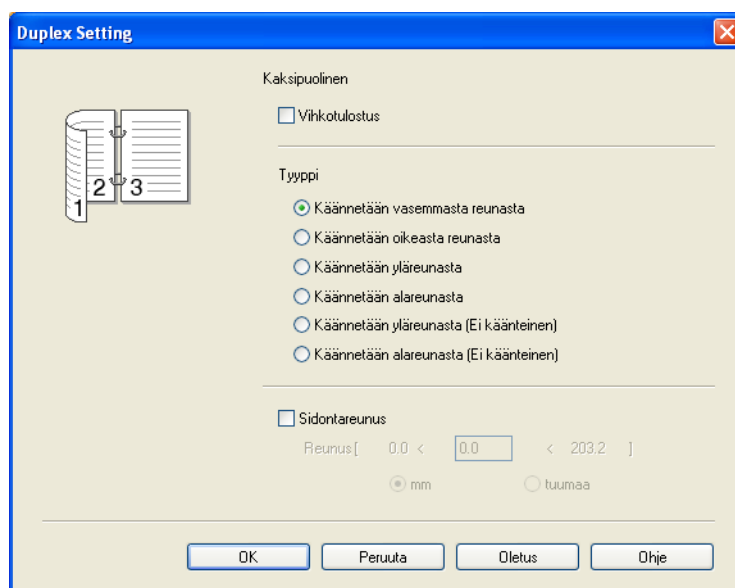 Duplex Setting
Kaksipuolinen
Vihkotulostus
1 2 3
Tyyppi
Käännetään vasemmasta reunasta
Käännetään oikeasta reunasta
Käännetään yläreunasta
Käännetään alareunasta
Käännetään yläreunasta (Ei käänteinen)
Käännetään alareunasta (Ei käänteinen)
Sidontareunus
Reunus [ 0.0 < 0.0 < 203.2 ]
mm tuumaa
OK Peruuta Oletus Ohje